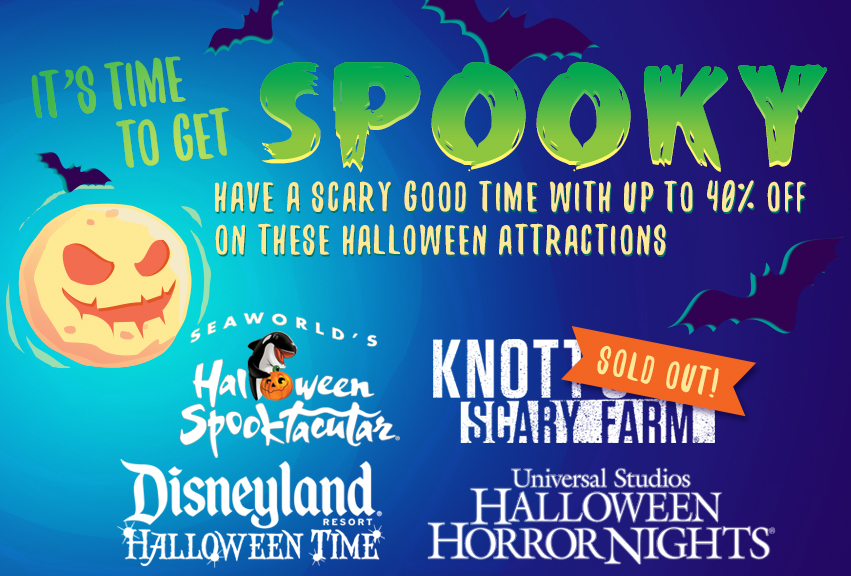 IT'S TIME
TO GET
SPOOKY
HAVE A SCARY GOOD TIME WITH UP TO 40% OFF
ON THESE HALLOWEEN ATTRACTIONS
SEAWORLD'S
Halloween
Spooktacular®
KNOTT
SOLD OUT!
SCARY FARM
Disneyland®
RESORT
HALLOWEEN TIME
Universal Studios
HALLOWEEN
HORROR NIGHTS®